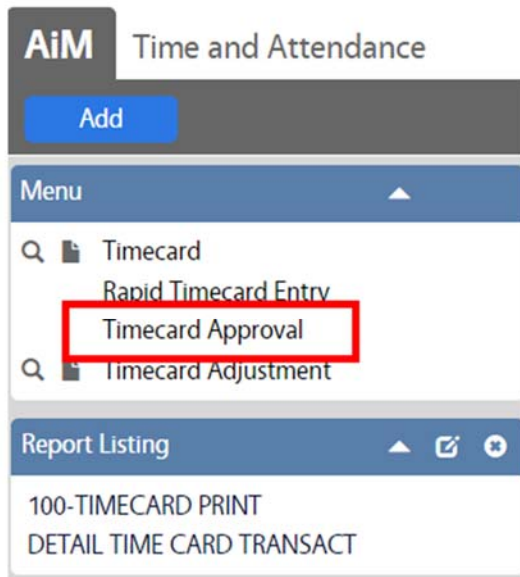 AiM Time and Attendance
Add
Menu
Timecard
Rapid Timecard Entry
Timecard Approval
Timecard Adjustment
Report Listing
100-TIMECARD PRINT
DETAIL TIME CARD TRANSACT